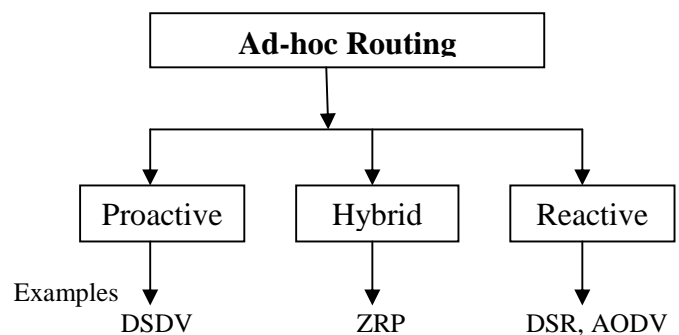 Ad-hoc Routing
Proactive
Hybrid
Reactive
Examples
DSDV
ZRP
DSR, AODV